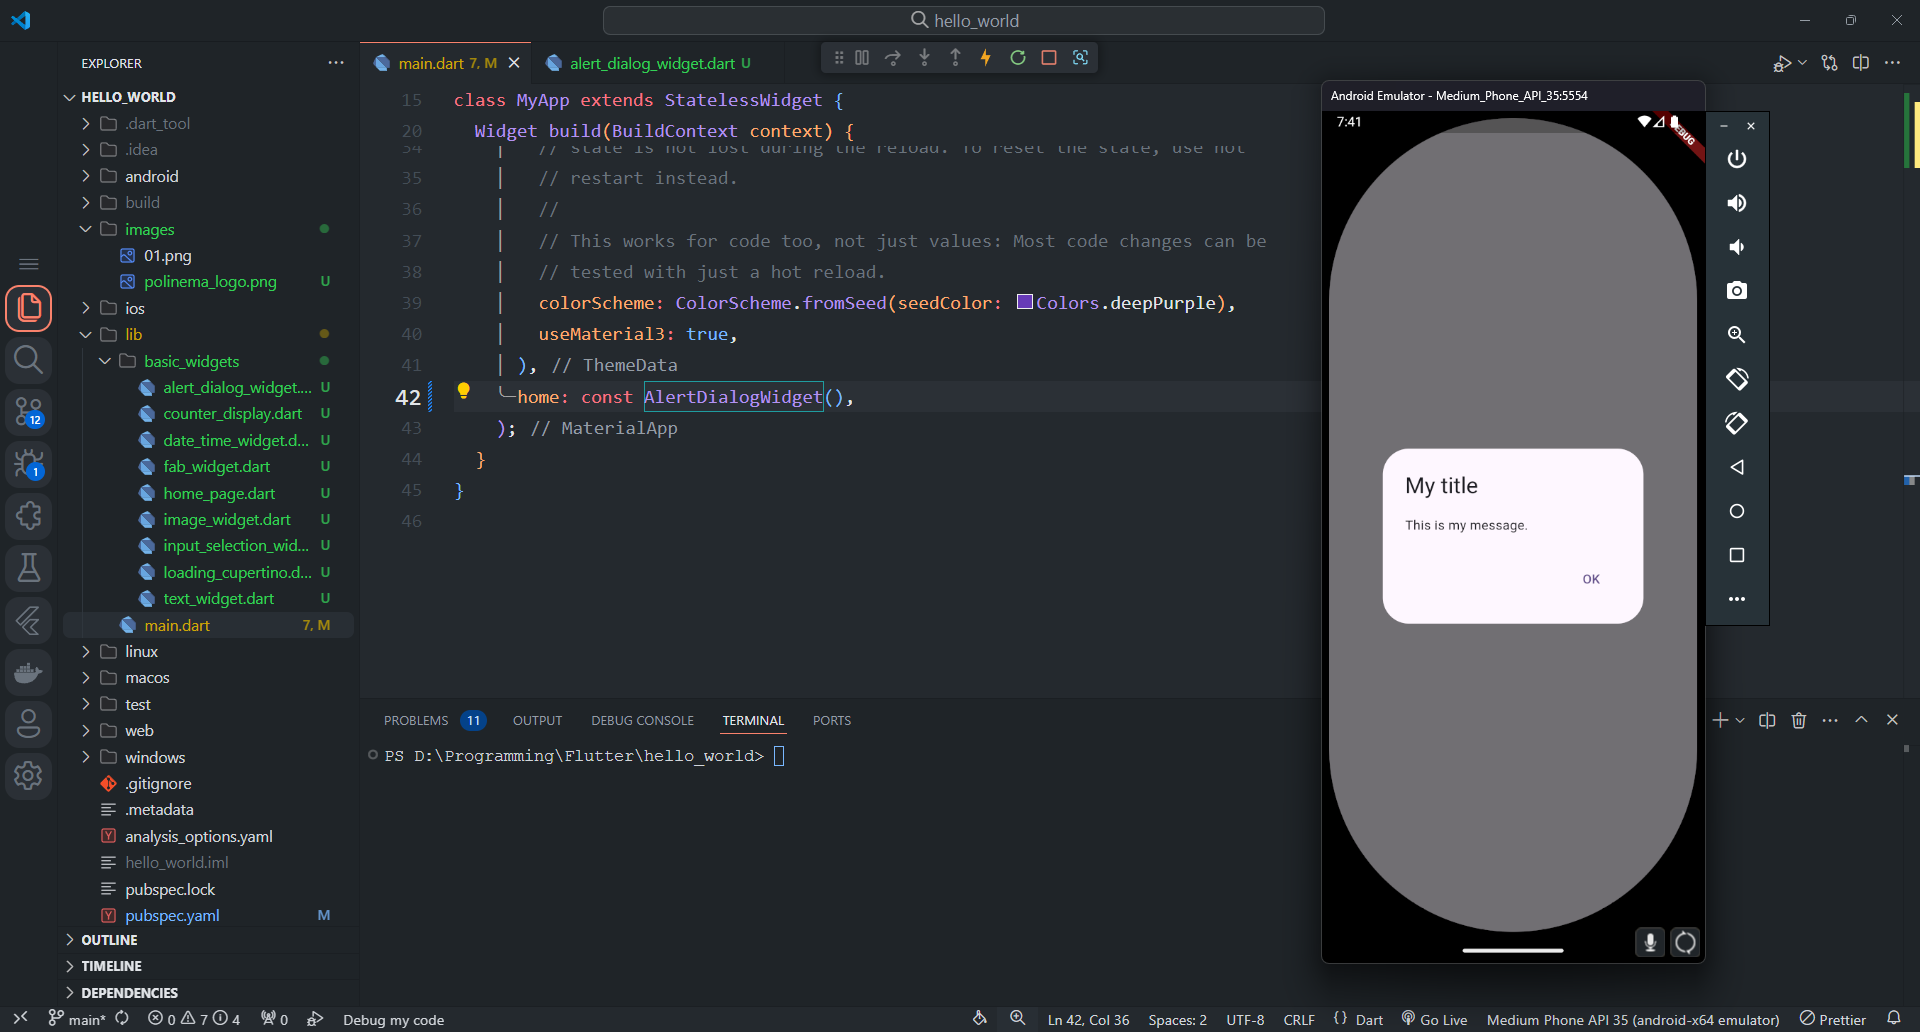 hello_world
EXPLORER
HELLO_WORLD
.dart_tool
.idea
android
build
images
01.png
polinema_logo.png U
ios
lib
basic_widgets
alert_dialog_widget.... U
counter_display.dart U
date_time_widget.d... U
fab_widget.dart U
home_page.dart U
image_widget.dart U
input_selection_wid... U
loading_cupertino.d... U
text_widget.dart U
main.dart 7, M
linux
macos
test
web
windows
.gitignore
.metadata
analysis_options.yaml
hello_world.iml
pubspec.lock
pubspec.yaml M
OUTLINE
TIMELINE
DEPENDENCIES
12
1
main.dart 7, M
alert_dialog_widget.dart U
15 class MyApp extends StatelessWidget {
20 Widget build(BuildContext context) {
34 // state is not lost during the reload. To reset the state, use hot
35 // restart instead.
36 //
37 // This works for code too, not just values: Most code changes can be
38 // tested with just a hot reload.
39 colorScheme: ColorScheme.fromSeed(seedColor: Colors.deepPurple),
40 useMaterial3: true,
41 ), // ThemeData
42 home: const AlertDialogWidget(),
43 ); // MaterialApp
44 }
45 }
46
PROBLEMS 11 OUTPUT DEBUG CONSOLE TERMINAL PORTS
PS D:\Programming\Flutter\hello_world>
Android Emulator - Medium_Phone_API_35:5554
7:41
DEBUG
My title
This is my message.
OK
main* 0 7 4 0 Debug my code
Ln 42, Col 36 Spaces: 2 UTF-8 CRLF {} Dart Go Live Medium Phone API 35 (android-x64 emulator) Prettier